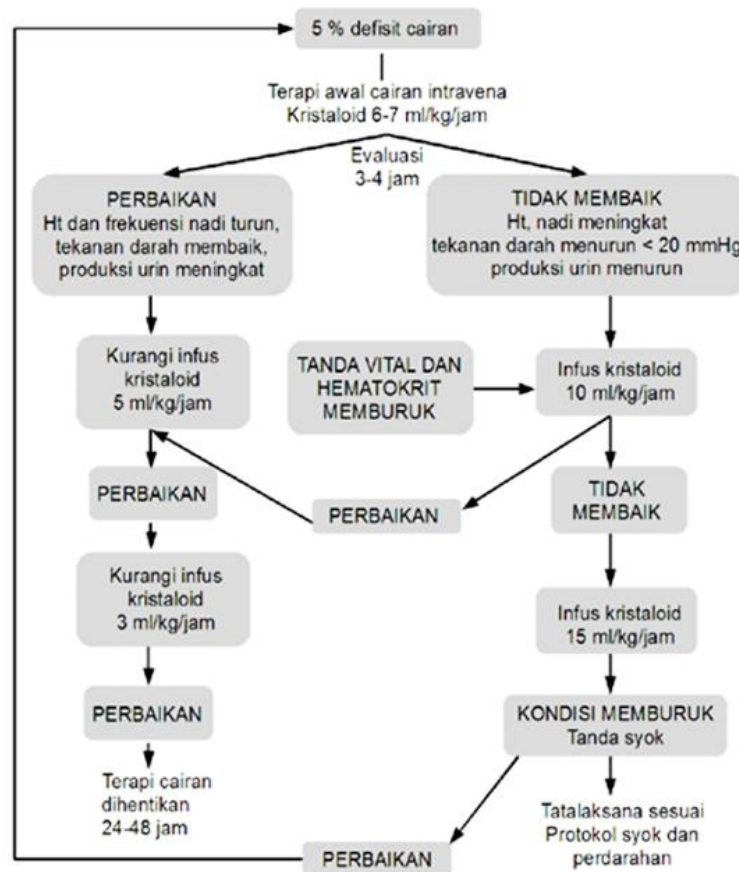 5 % defisit cairan
Terapi awal cairan intravena
Kristaloid 6-7 ml/kg/jam
Evaluasi
3-4 jam
PERBAIKAN
Ht dan frekuensi nadi turun,
tekanan darah membaik,
produksi urin meningkat
TIDAK MEMBAIK
Ht, nadi meningkat
tekanan darah menurun < 20 mmHg
produksi urin menurun
Kurangi infus
kristaloid
5 ml/kg/jam
TANDA VITAL DAN
HEMATOKRIT
MEMBURUK
Infus kristaloid
10 ml/kg/jam
PERBAIKAN
PERBAIKAN
TIDAK
MEMBAIK
Kurangi infus
kristaloid
3 ml/kg/jam
Infus kristaloid
15 ml/kg/jam
PERBAIKAN
KONDISI MEMBURUK
Tanda syok
Terapi cairan
dihentikan
24-48 jam
Tatalaksana sesuai
Protokol syok dan
perdarahan
PERBAIKAN